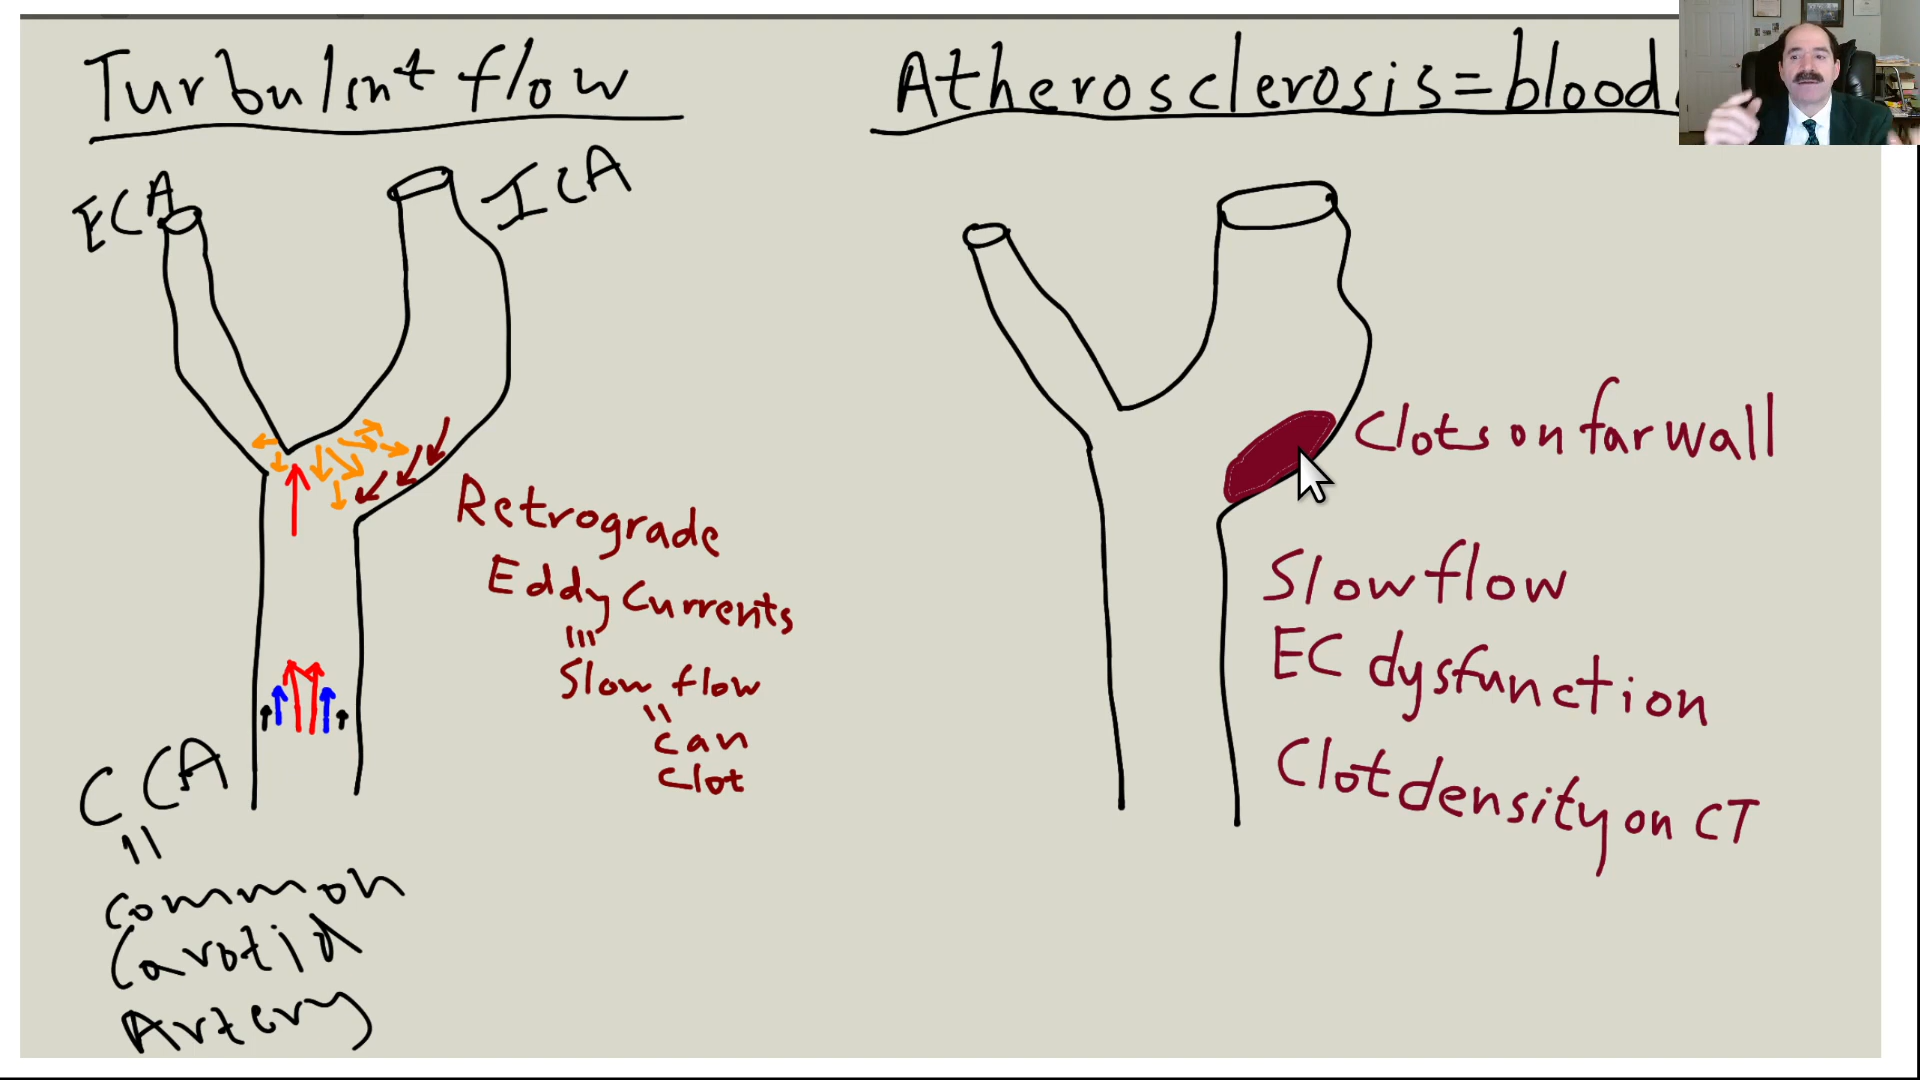 Turbulent flow
ECA
ICA
Retrograde
Eddy Currents
Slow flow
can
clot
CCA
Common
Carotid
Artery
Atherosclerosis = blood
Clots on far wall
Slow flow
EC dysfunction
Clot density on CT